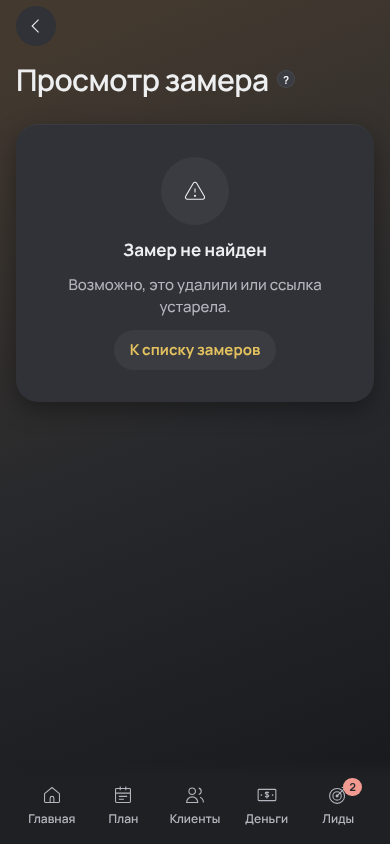 Просмотр замера ?
Замер не найден
Возможно, это удалили или ссылка
устарела.
К списку замеров
2
Главная План Клиенты Деньги Лиды